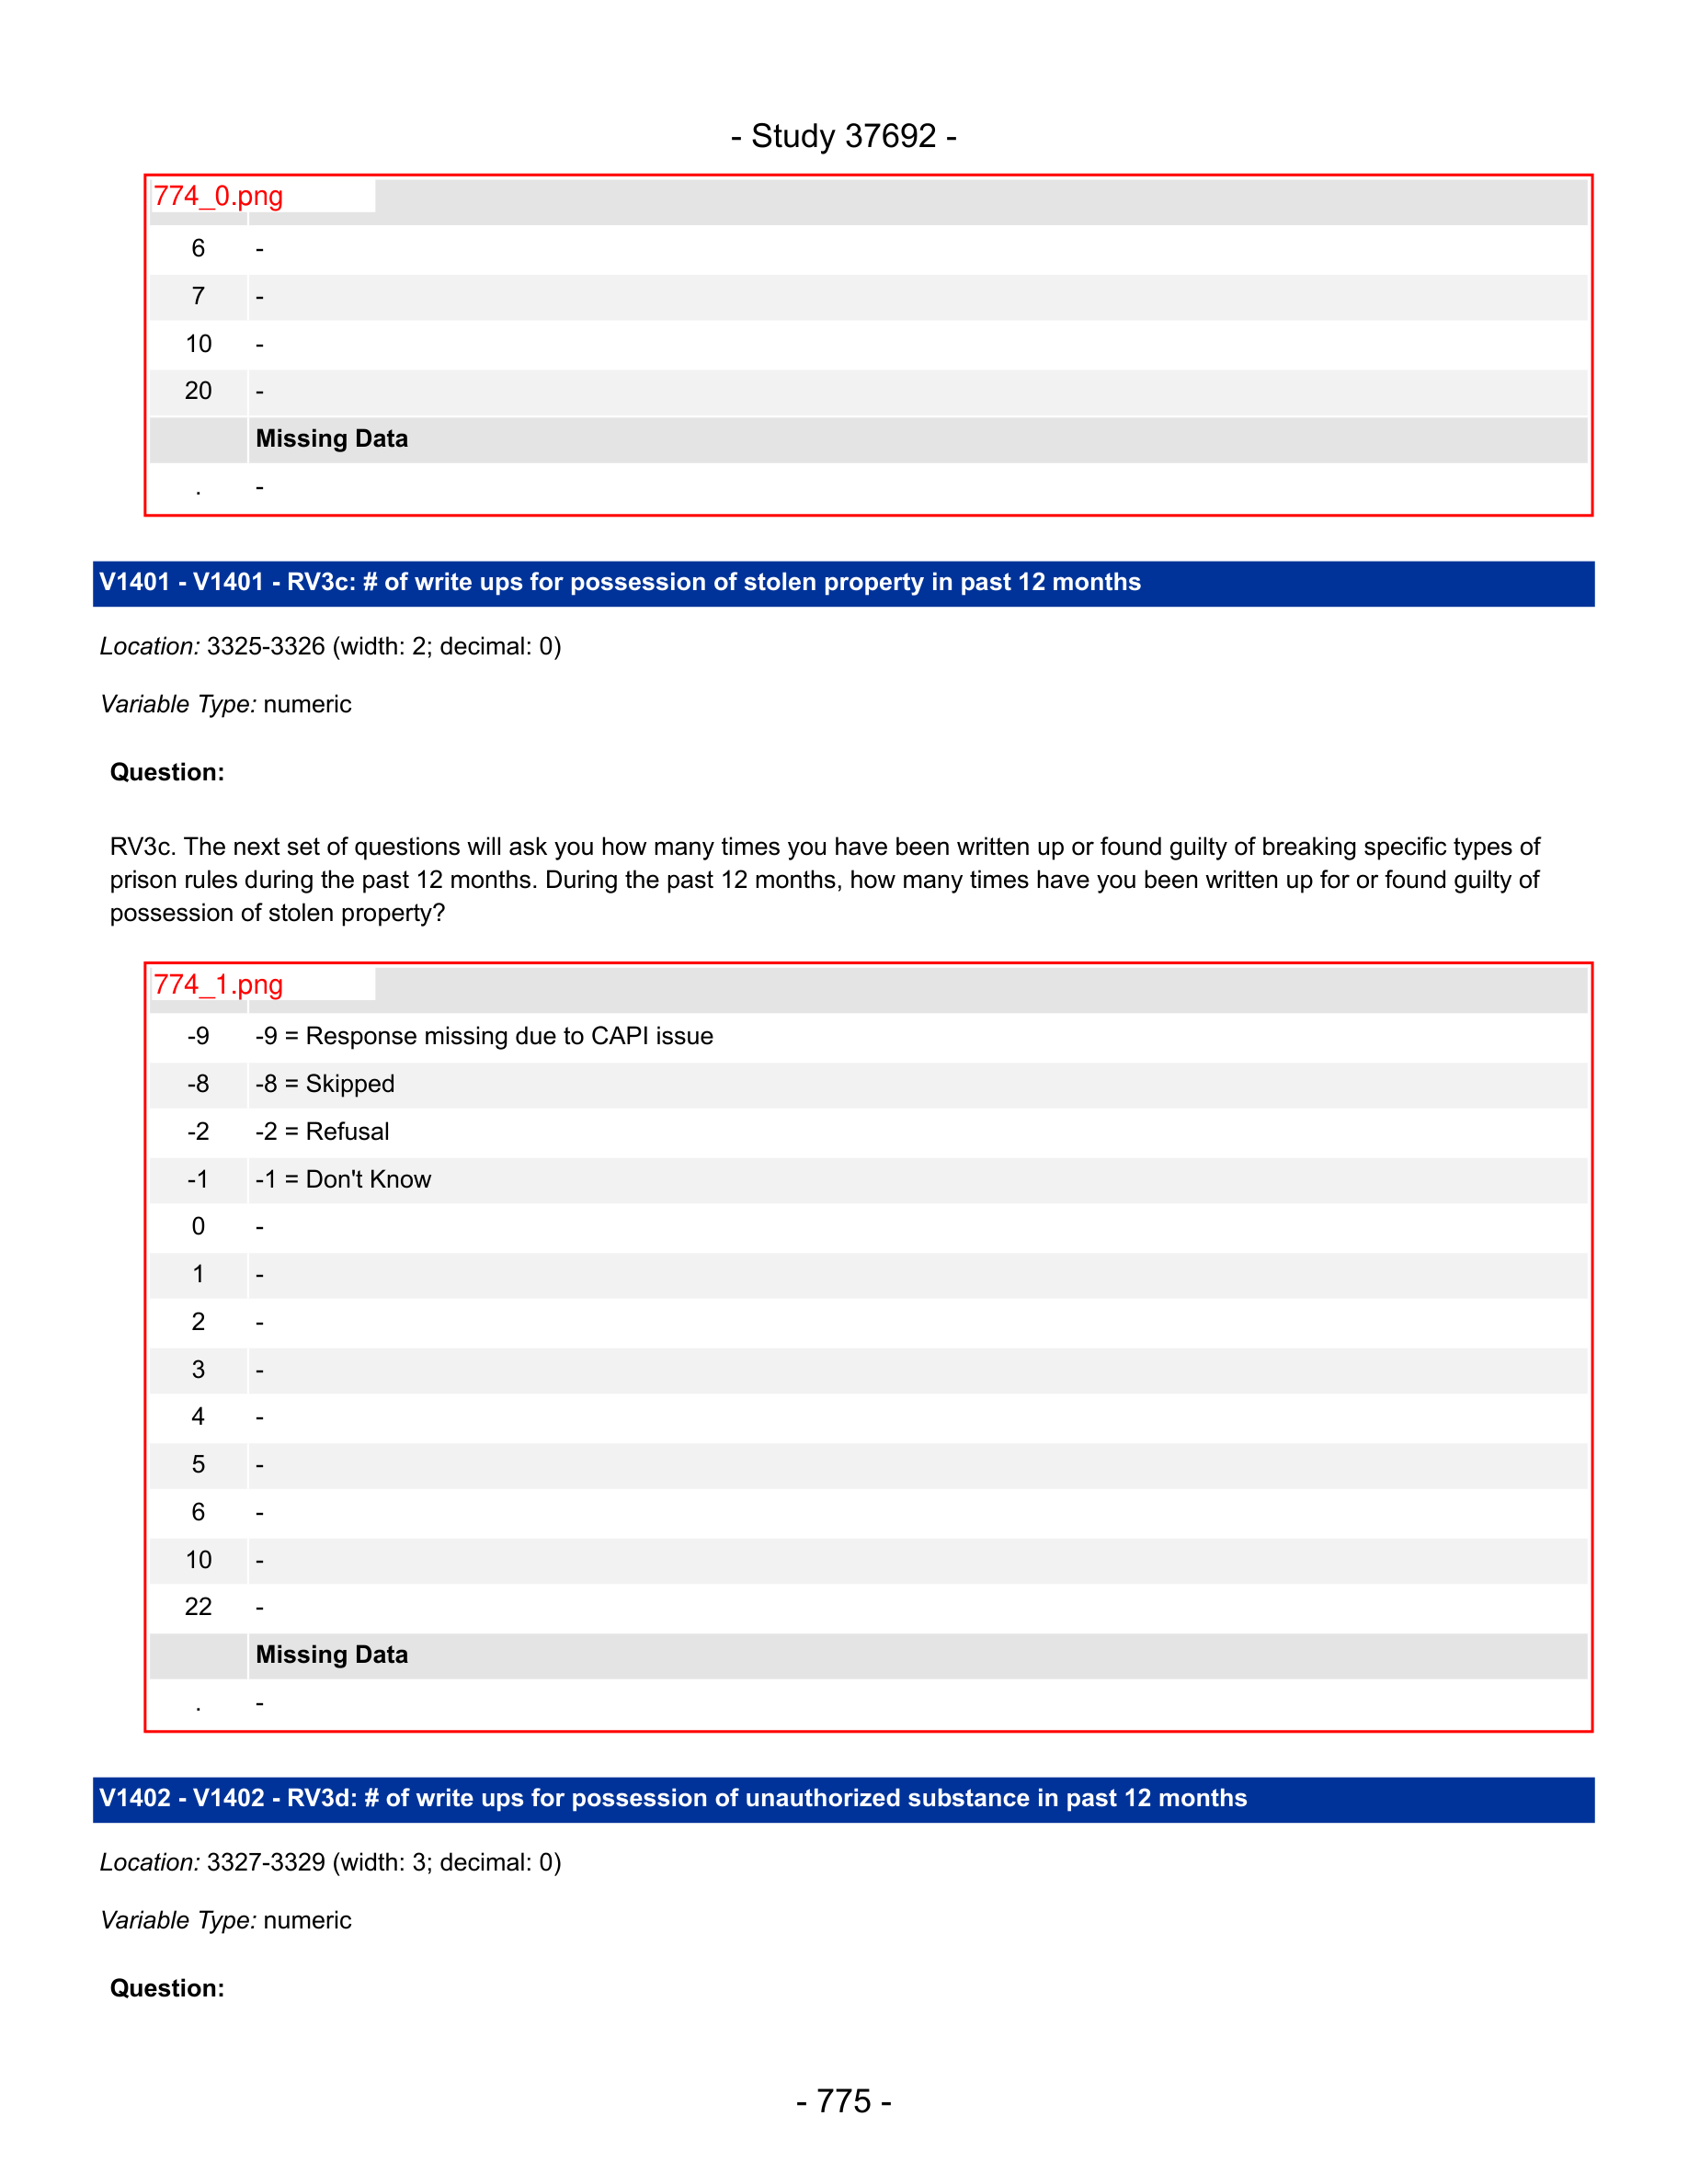 - Study 37692 -
774_0.png
6 -
7 -
10 -
20 -
Missing Data
. -
V1401 - V1401 - RV3c: # of write ups for possession of stolen property in past 12 months
Location: 3325-3326 (width: 2; decimal: 0)
Variable Type: numeric
Question:
RV3c. The next set of questions will ask you how many times you have been written up or found guilty of breaking specific types of
prison rules during the past 12 months. During the past 12 months, how many times have you been written up for or found guilty of
possession of stolen property?
774_1.png
-9 -9 = Response missing due to CAPI issue
-8 -8 = Skipped
-2 -2 = Refusal
-1 -1 = Don't Know
0 -
1 -
2 -
3 -
4 -
5 -
6 -
10 -
22 -
Missing Data
. -
V1402 - V1402 - RV3d: # of write ups for possession of unauthorized substance in past 12 months
Location: 3327-3329 (width: 3; decimal: 0)
Variable Type: numeric
Question:
- 775 -